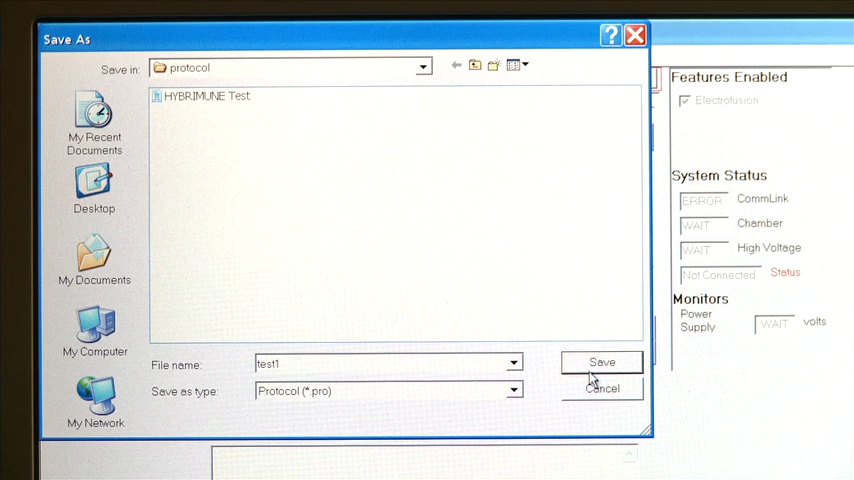 Save As
Save in: protocol
HYBRIMUNE Test
My Recent
Documents
Desktop
My Documents
My Computer
My Network
File name: test1
Save as type: Protocol (*.pro)
Save
Cancel
Features Enabled
Electrofusion
System Status
ERROR CommLink
WAIT Chamber
WAIT High Voltage
Not Connected Status
Monitors
Power
Supply
WAIT volts